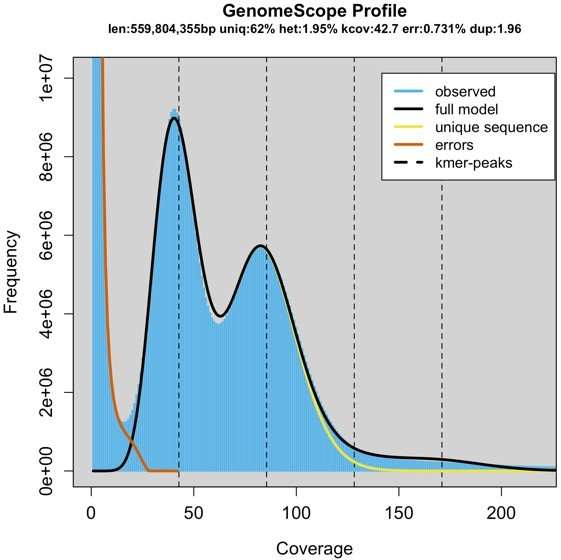 GenomeScope Profile
len:559,804,355bp uniq:62% het:1.95% kcov:42.7 err:0.731% dup:1.96
observed
full model
unique sequence
errors
kmer-peaks
Frequency
1e+07
8e+06
6e+06
4e+06
2e+06
0e+00
0 50 100 150 200
Coverage